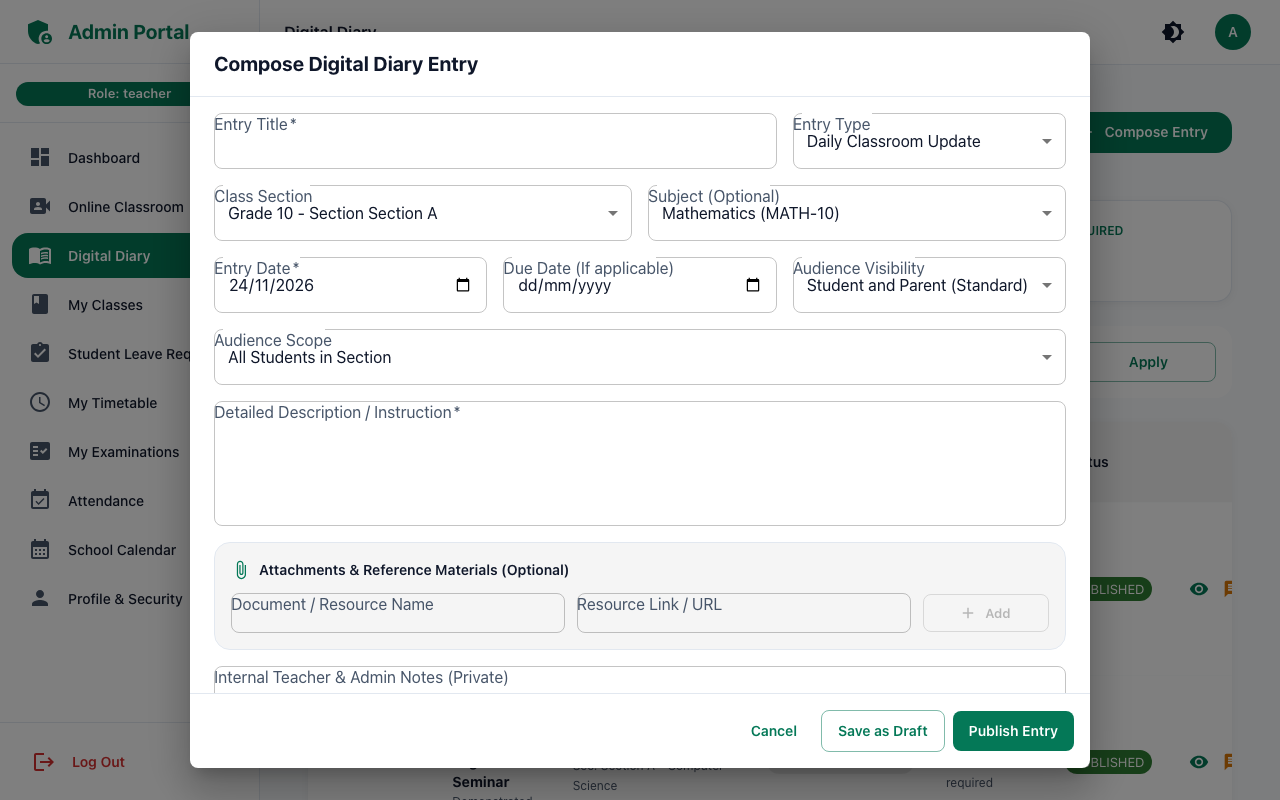 Admin Portal
Digital Diary
A
Role: teacher
Compose Digital Diary Entry
Dashboard
Online Classroom
Digital Diary
My Classes
Student Leave Req
My Timetable
My Examinations
Attendance
School Calendar
Profile & Security
Log Out
Entry Title *
Entry Type
Daily Classroom Update
Compose Entry
Class Section
Grade 10 - Section Section A
Subject (Optional)
Mathematics (MATH-10)
Entry Date *
24/11/2026
Due Date (If applicable)
dd/mm/yyyy
Audience Visibility
Student and Parent (Standard)
Audience Scope
All Students in Section
Apply
Detailed Description / Instruction *
Attachments & Reference Materials (Optional)
Document / Resource Name
Resource Link / URL
+ Add
Internal Teacher & Admin Notes (Private)
Cancel
Save as Draft
Publish Entry
Seminar
Science
required